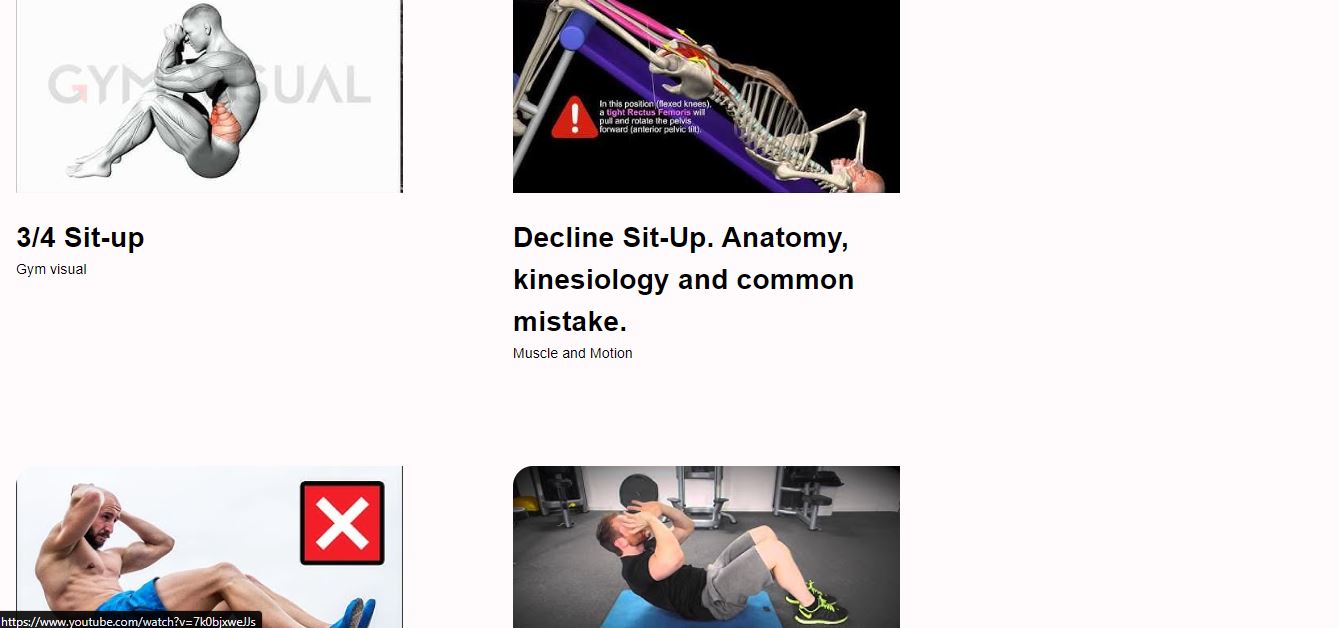 GYM VISUAL
In this position (flexed knees),
a tight Rectus Femoris will
pull and rotate the pelvis
forward (anterior pelvic tilt).
3/4 Sit-up
Gym visual
Decline Sit-Up. Anatomy,
kinesiology and common
mistake.
Muscle and Motion
https://www.youtube.com/watch?v=7k0bjxweJJs